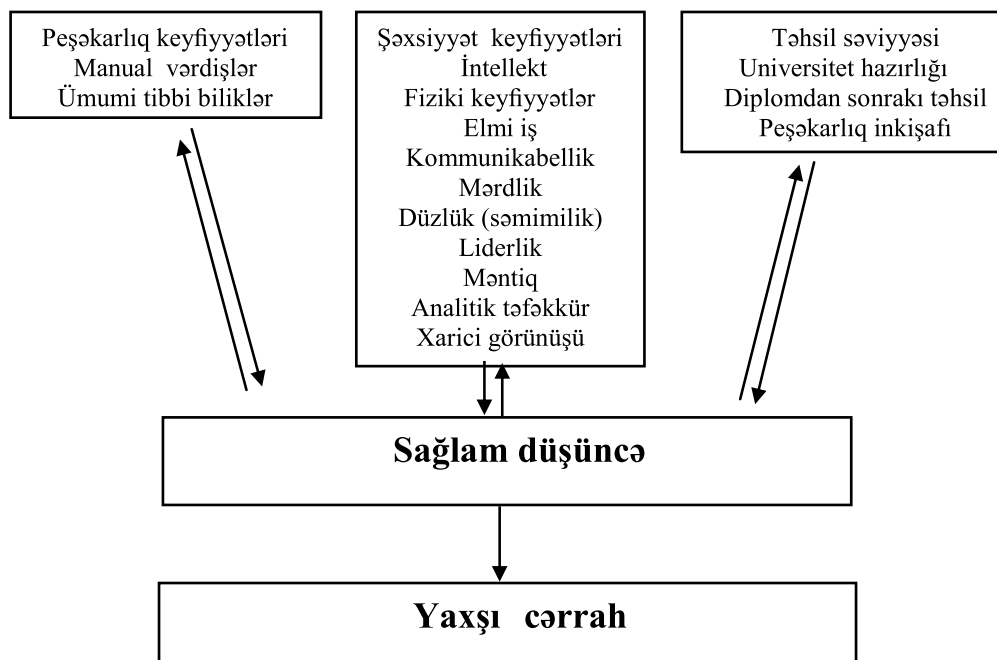 Peşəkarlıq keyfiyyətləri
Manual vərdişlər
Ümumi tibbi biliklər
Şəxsiyyət keyfiyyətləri
İntellekt
Fiziki keyfiyyətlər
Elmi iş
Kommunikabellik
Mərdlik
Düzlük (səmimilik)
Liderlik
Məntiq
Analitik təfəkkür
Xarici görünüşü
Təhsil səviyyəsi
Universitet hazırlığı
Diplomdan sonrakı təhsil
Peşəkarlıq inkişafı
Sağlam düşüncə
Yaxşı cərrah